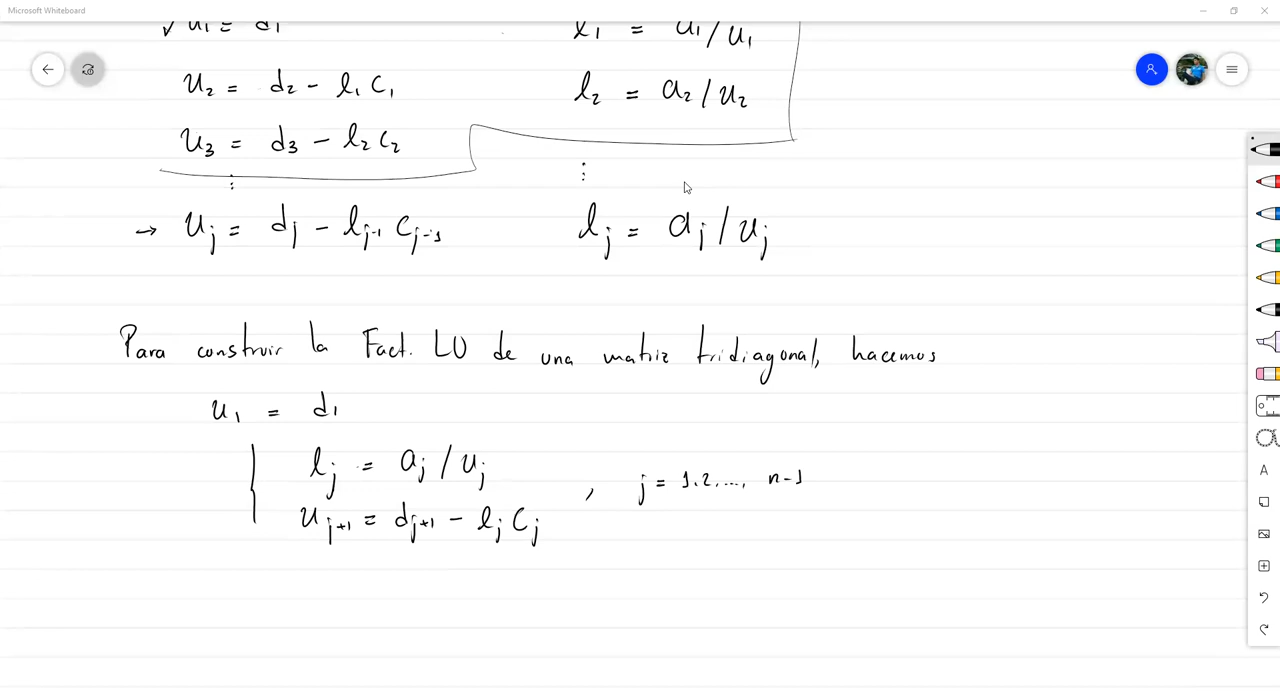 Microsoft Whiteboard
✓ u₁ = d₁ l₁ = a₁/u₁
u₂ = d₂ - l₁ c₁ l₂ = a₂/u₂
u₃ = d₃ - l₂ c₂
⋮ ⋮
→ uⱼ = dⱼ - lⱼ₋₁ cⱼ₋₁ lⱼ = aⱼ/uⱼ
Para construir la Fact. LU de una matriz tridiagonal, hacemos
u₁ = d₁
lⱼ = aⱼ / uⱼ
, j = 1,2,..., n-1
uⱼ₊₁ = dⱼ₊₁ - lⱼ cⱼ
A